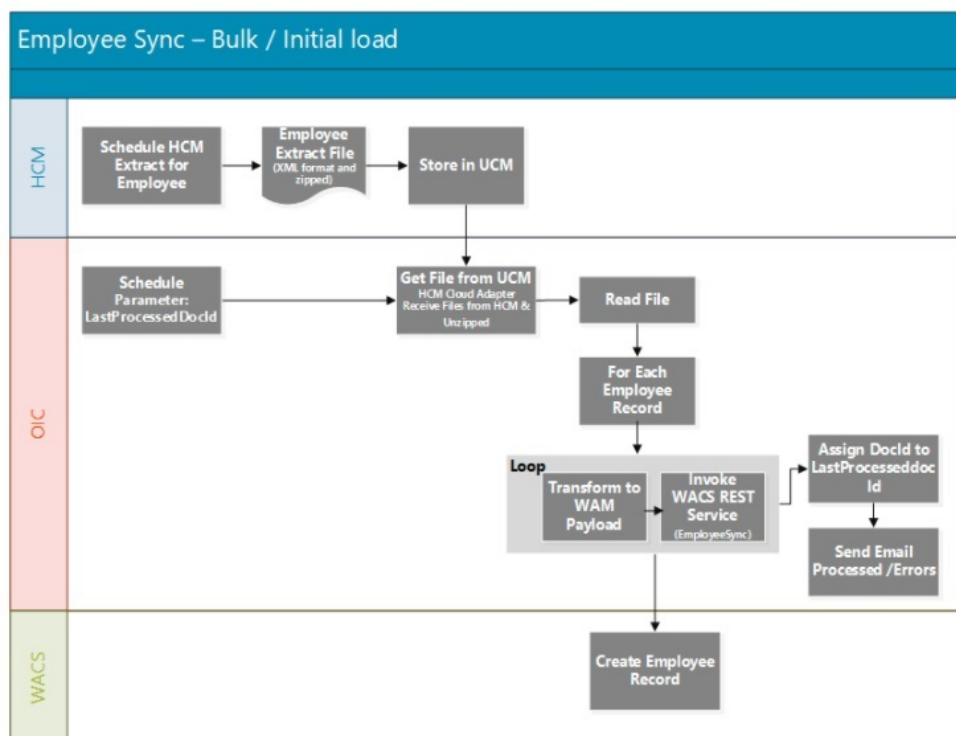 Employee Sync – Bulk / Initial load
HCM
Schedule HCM
Extract for
Employee
Employee
Extract File
(XML format and
zipped)
Store in UCM
OIC
Schedule
Parameter:
LastProcessedDocId
Get File from UCM
HCM Cloud Adapter
Receive Files from HCM &
Unzipped
Read File
For Each
Employee
Record
Loop
Transform to
WAM
Payload
Invoke
WACS REST
Service
(EmployeeSync)
Assign DocId to
LastProcesseddoc
Id
Send Email
Processed /Errors
WACS
Create Employee
Record